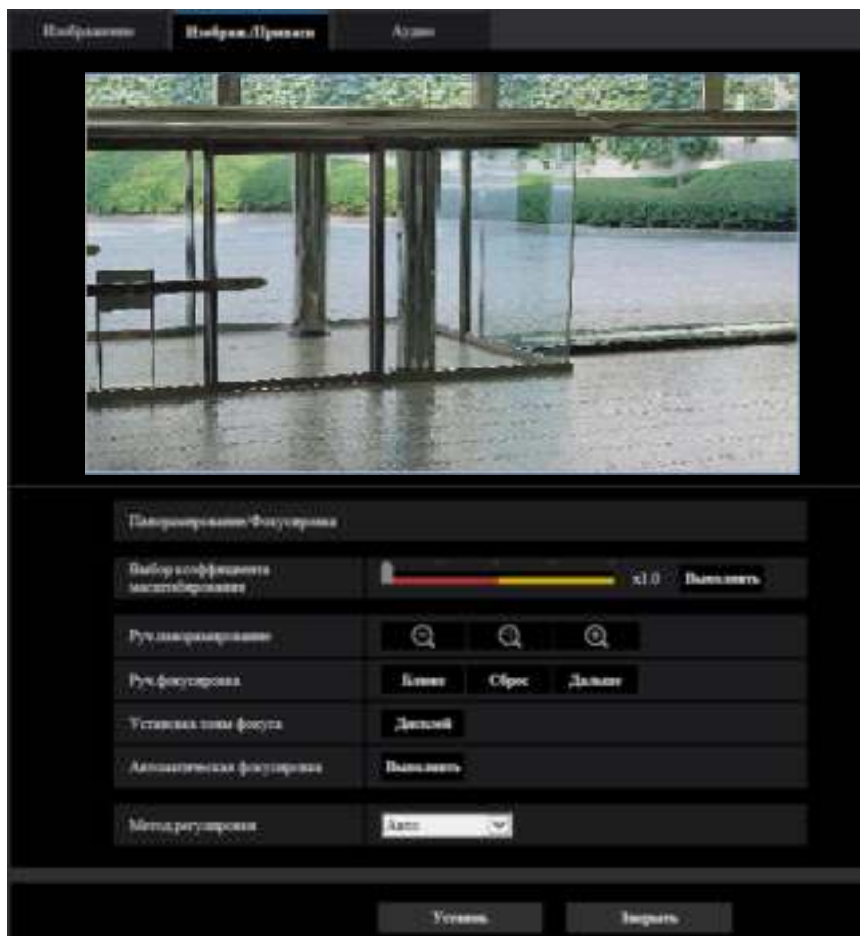 Изображение
Изображ./Привязи
Аудио
Панорамирование/Фокусировка
Выбор коэффициента
масштабирования
x1.0
Выполнить
Руч.панорамирование
Руч.фокусировка
Ближе
Сброс
Дальше
Установка зоны фокуса
Дисплей
Автоматическая фокусировка
Выполнить
Метод регулировки
Авто
Установ.
Закрыть